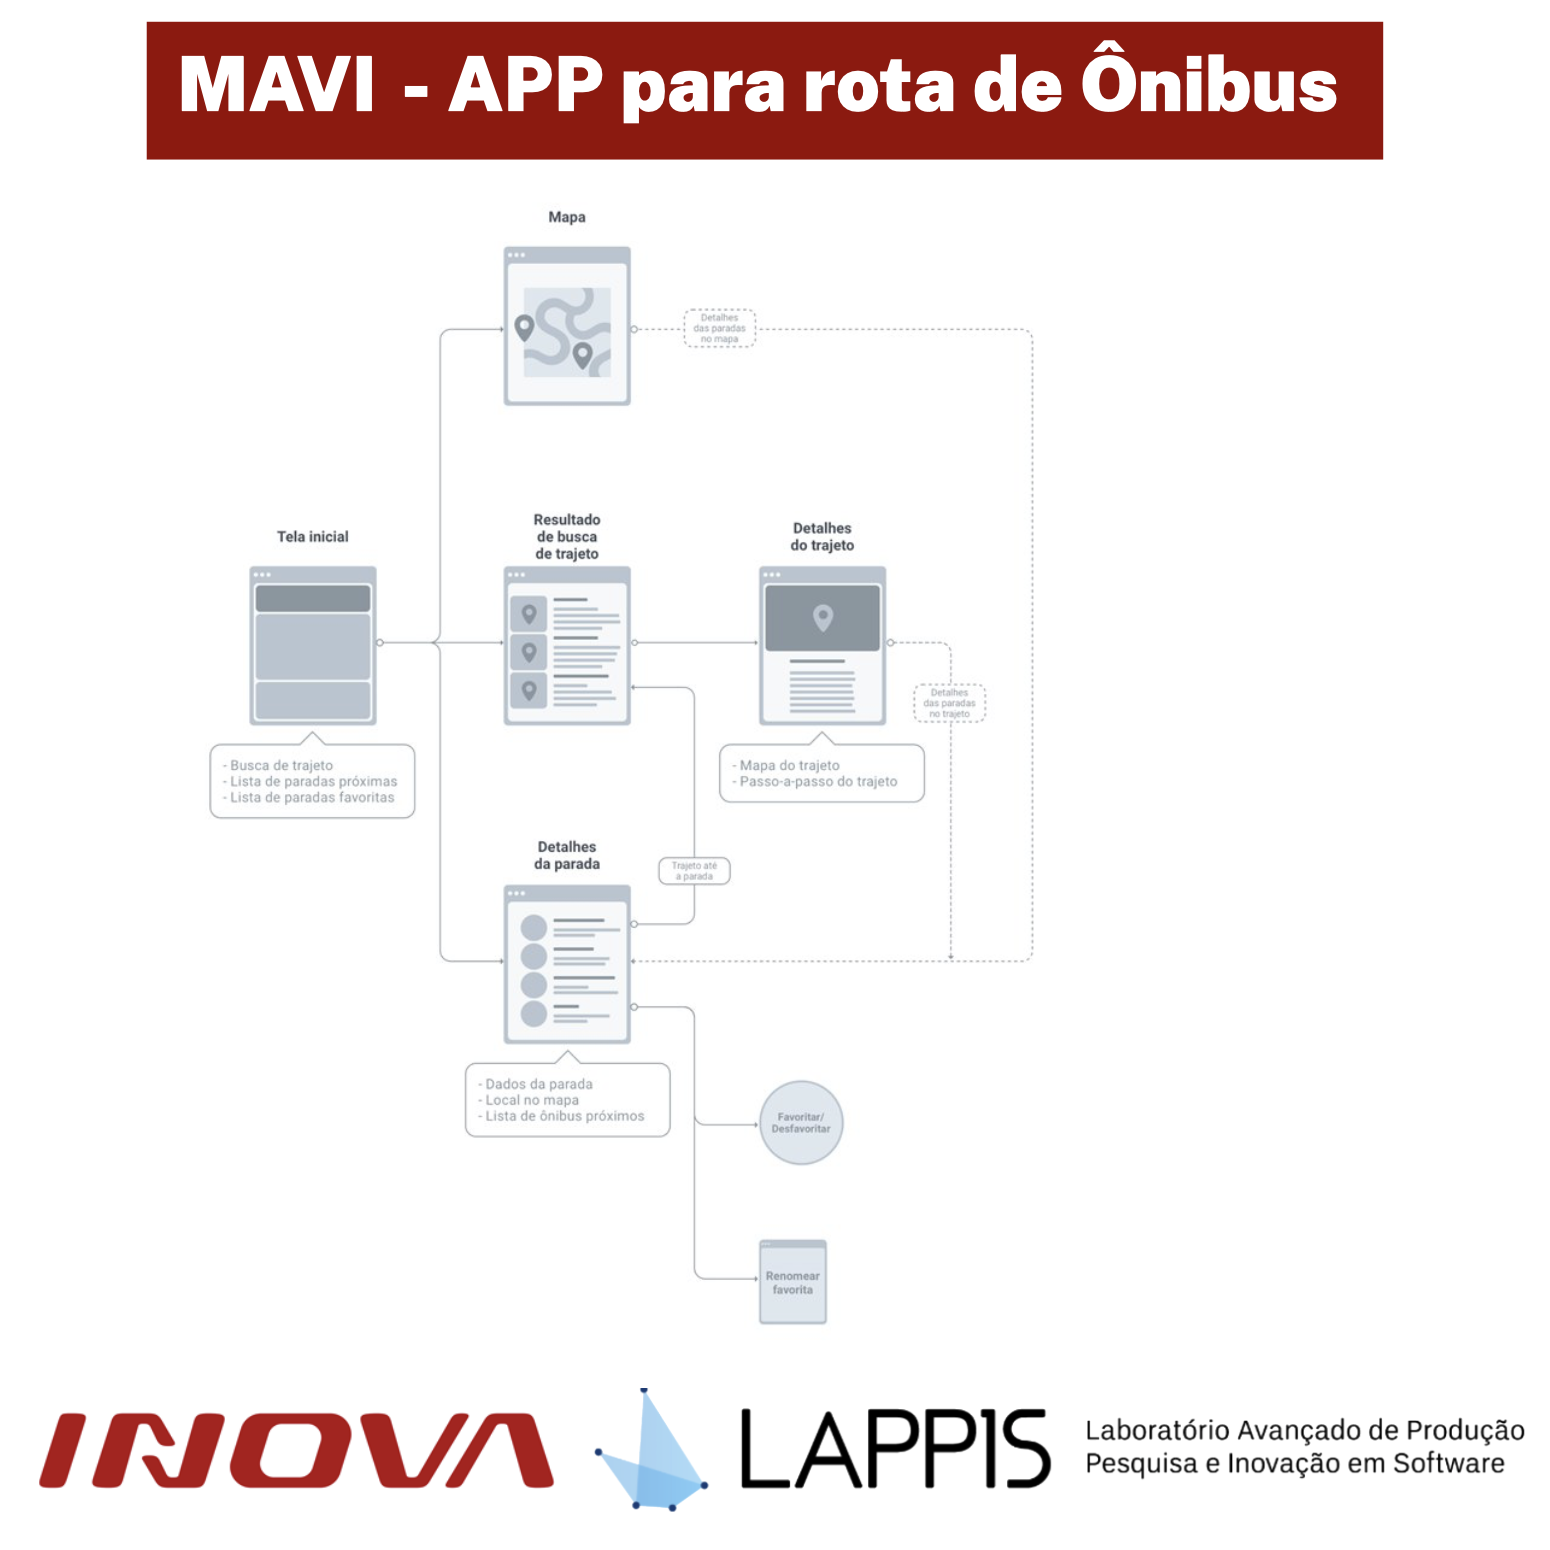 MAVI - APP para rota de Ônibus
Mapa
Detalhes
das paradas
no mapa
Tela inicial
Resultado
de busca
de trajeto
Detalhes
do trajeto
Detalhes
das paradas
no trajeto
- Busca de trajeto
- Lista de paradas próximas
- Lista de paradas favoritas
- Mapa do trajeto
- Passo-a-passo do trajeto
Detalhes
da parada
Trajeto até
a parada
- Dados da parada
- Local no mapa
- Lista de ônibus próximos
Favoritar/
Desfavoritar
Renomear
favorita
INOVA
LAPPIS
Laboratório Avançado de Produção
Pesquisa e Inovação em Software